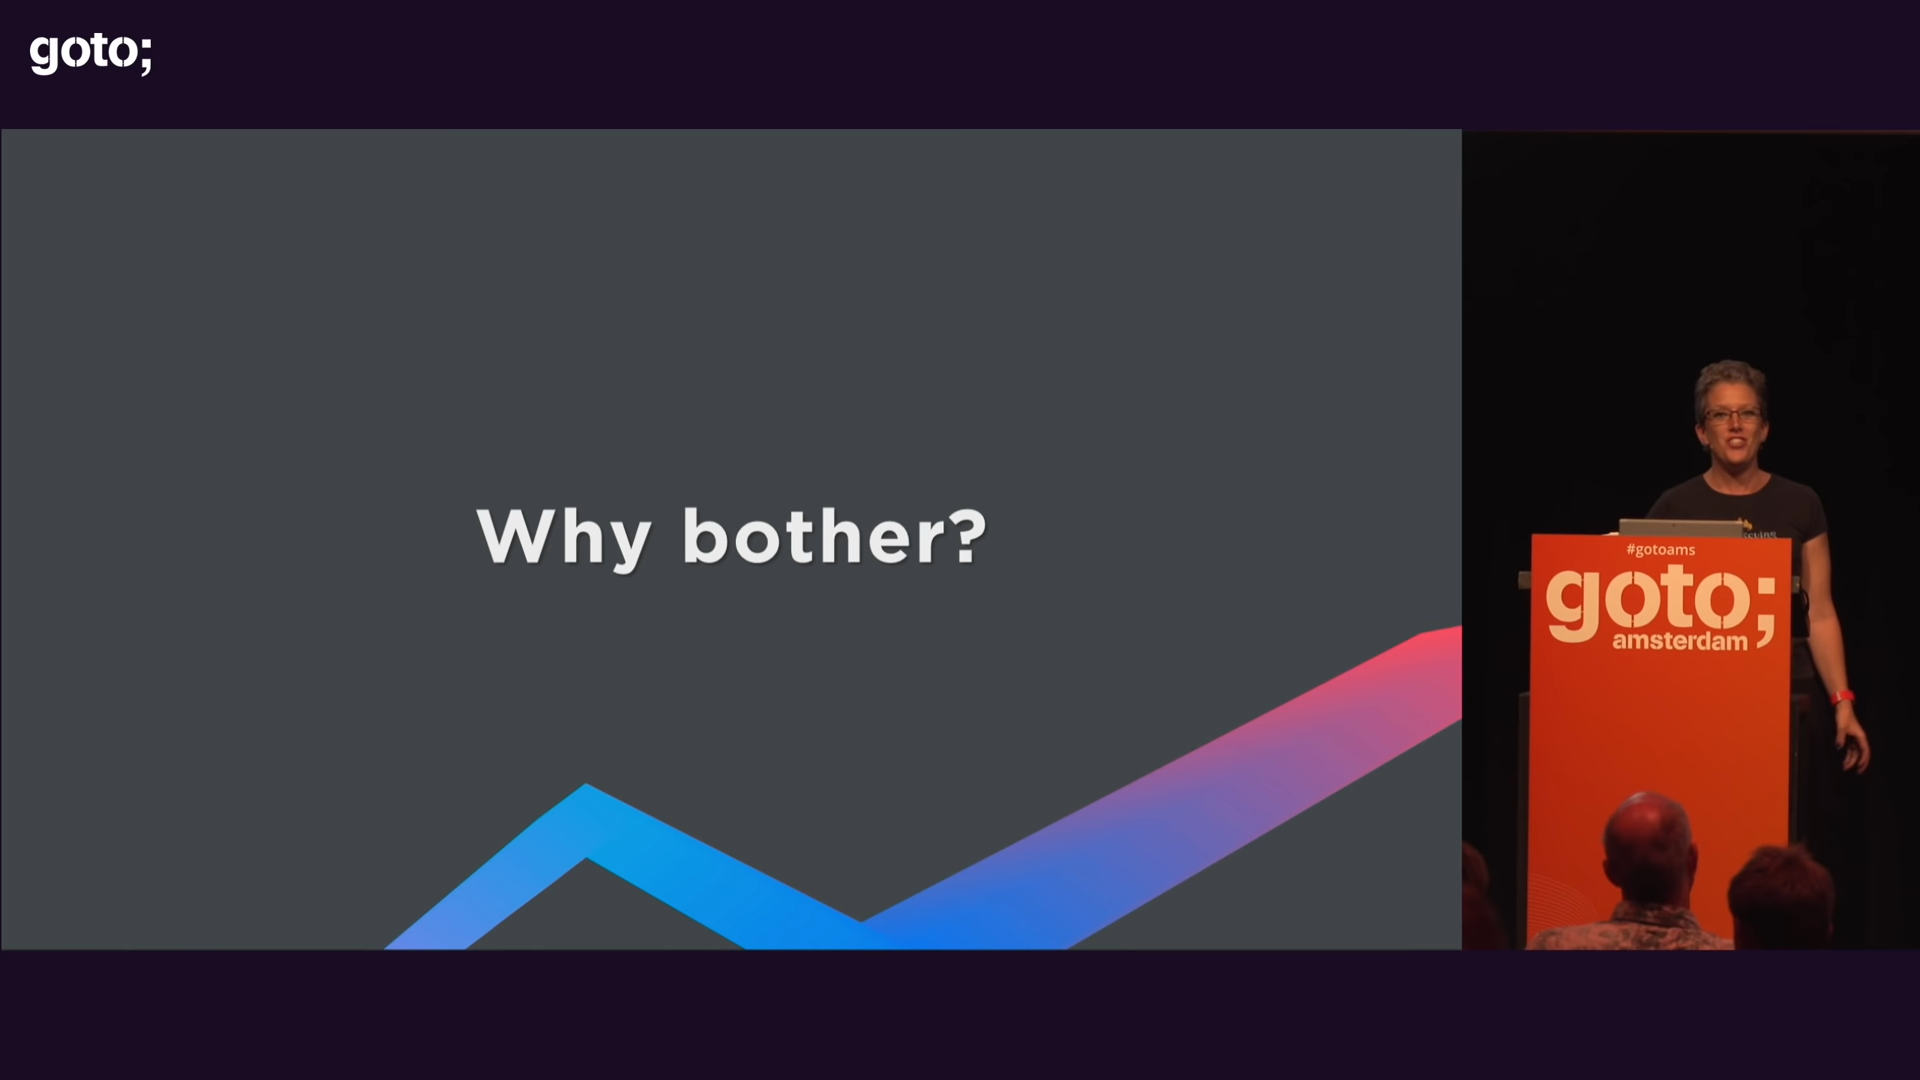 goto;
Why bother?
#gotoams
goto;
amsterdam